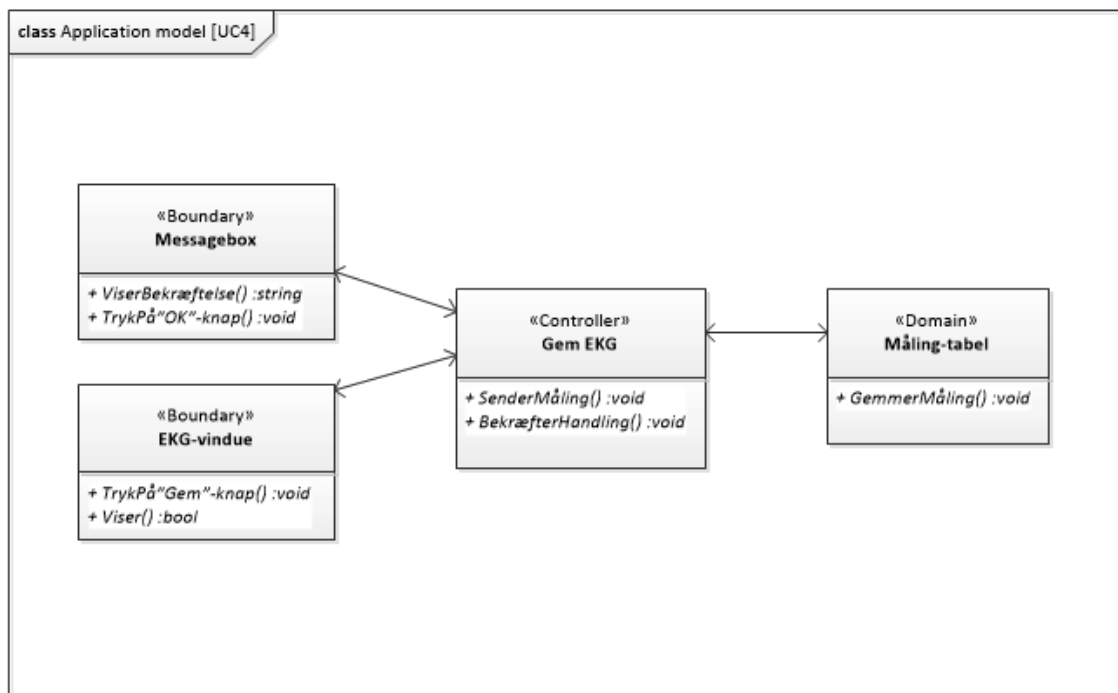 class Application model [UC4]
«Boundary»
Messagebox
+ ViserBekræftelse() :string
+ TrykPå"OK"-knap() :void
«Boundary»
EKG-vindue
+ TrykPå"Gem"-knap() :void
+ Viser() :bool
«Controller»
Gem EKG
+ SenderMåling() :void
+ BekræfterHandling() :void
«Domain»
Måling-tabel
+ GemmerMåling() :void